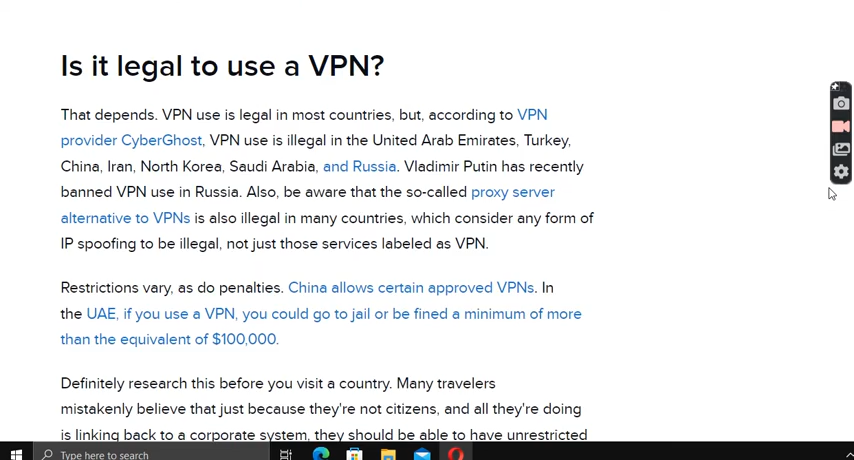 Is it legal to use a VPN?
That depends. VPN use is legal in most countries, but, according to VPN
provider CyberGhost, VPN use is illegal in the United Arab Emirates, Turkey,
China, Iran, North Korea, Saudi Arabia, and Russia. Vladimir Putin has recently
banned VPN use in Russia. Also, be aware that the so-called proxy server
alternative to VPNs is also illegal in many countries, which consider any form of
IP spoofing to be illegal, not just those services labeled as VPN.
Restrictions vary, as do penalties. China allows certain approved VPNs. In
the UAE, if you use a VPN, you could go to jail or be fined a minimum of more
than the equivalent of $100,000.
Definitely research this before you visit a country. Many travelers
mistakenly believe that just because they're not citizens, and all they're doing
is linking back to a corporate system, they should be able to have unrestricted
Type here to search